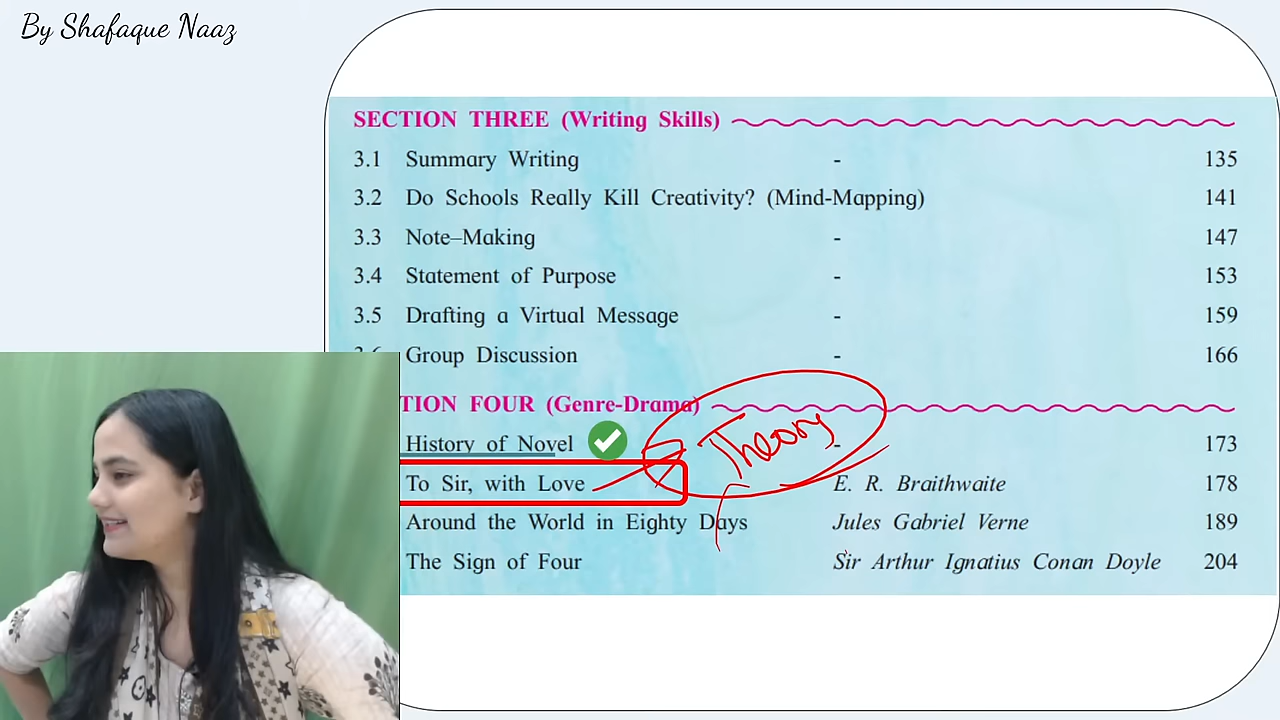 By Shafaque Naaz
SECTION THREE (Writing Skills)
3.1 Summary Writing - 135
3.2 Do Schools Really Kill Creativity? (Mind-Mapping) 141
3.3 Note–Making - 147
3.4 Statement of Purpose - 153
3.5 Drafting a Virtual Message - 159
Group Discussion - 166
TION FOUR (Genre-Drama)
Theory
History of Novel - 173
To Sir, with Love E. R. Braithwaite 178
Around the World in Eighty Days Jules Gabriel Verne 189
The Sign of Four Sir Arthur Ignatius Conan Doyle 204